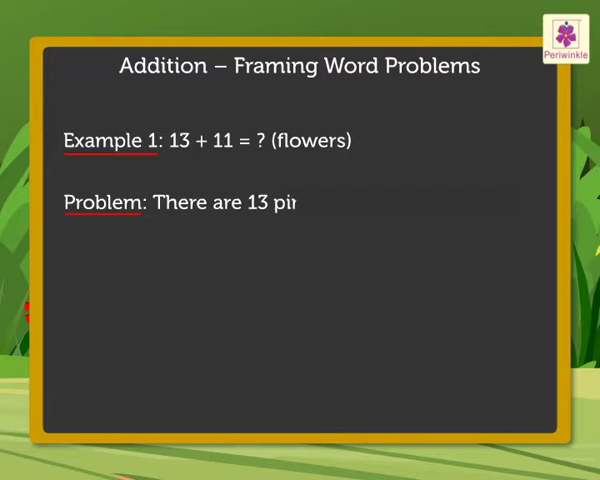 Periwinkle
Addition – Framing Word Problems
Example 1: 13 + 11 = ? (flowers)
Problem: There are 13